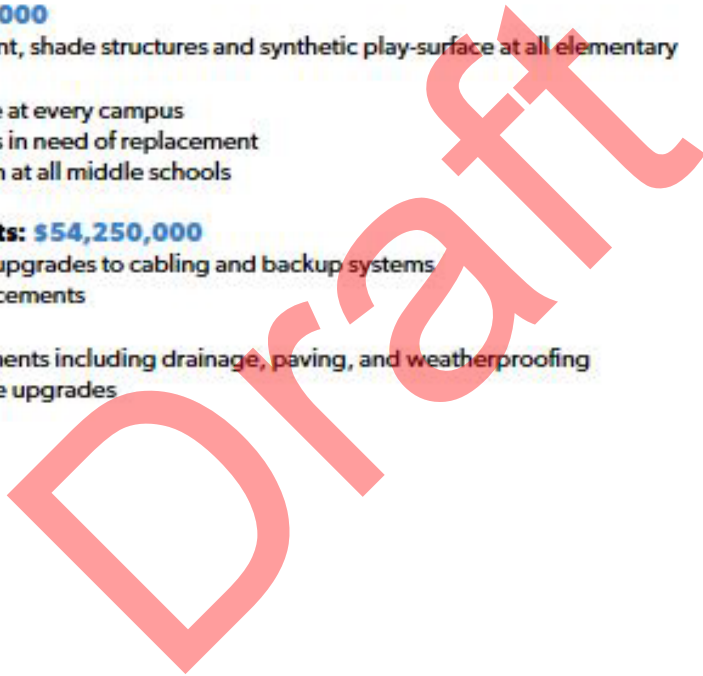 000
nt, shade structures and synthetic play-surface at all elementary
e at every campus
s in need of replacement
n at all middle schools
ts: $54,250,000
upgrades to cabling and backup systems
cements
nents including drainage, paving, and weatherproofing
e upgrades
Draft